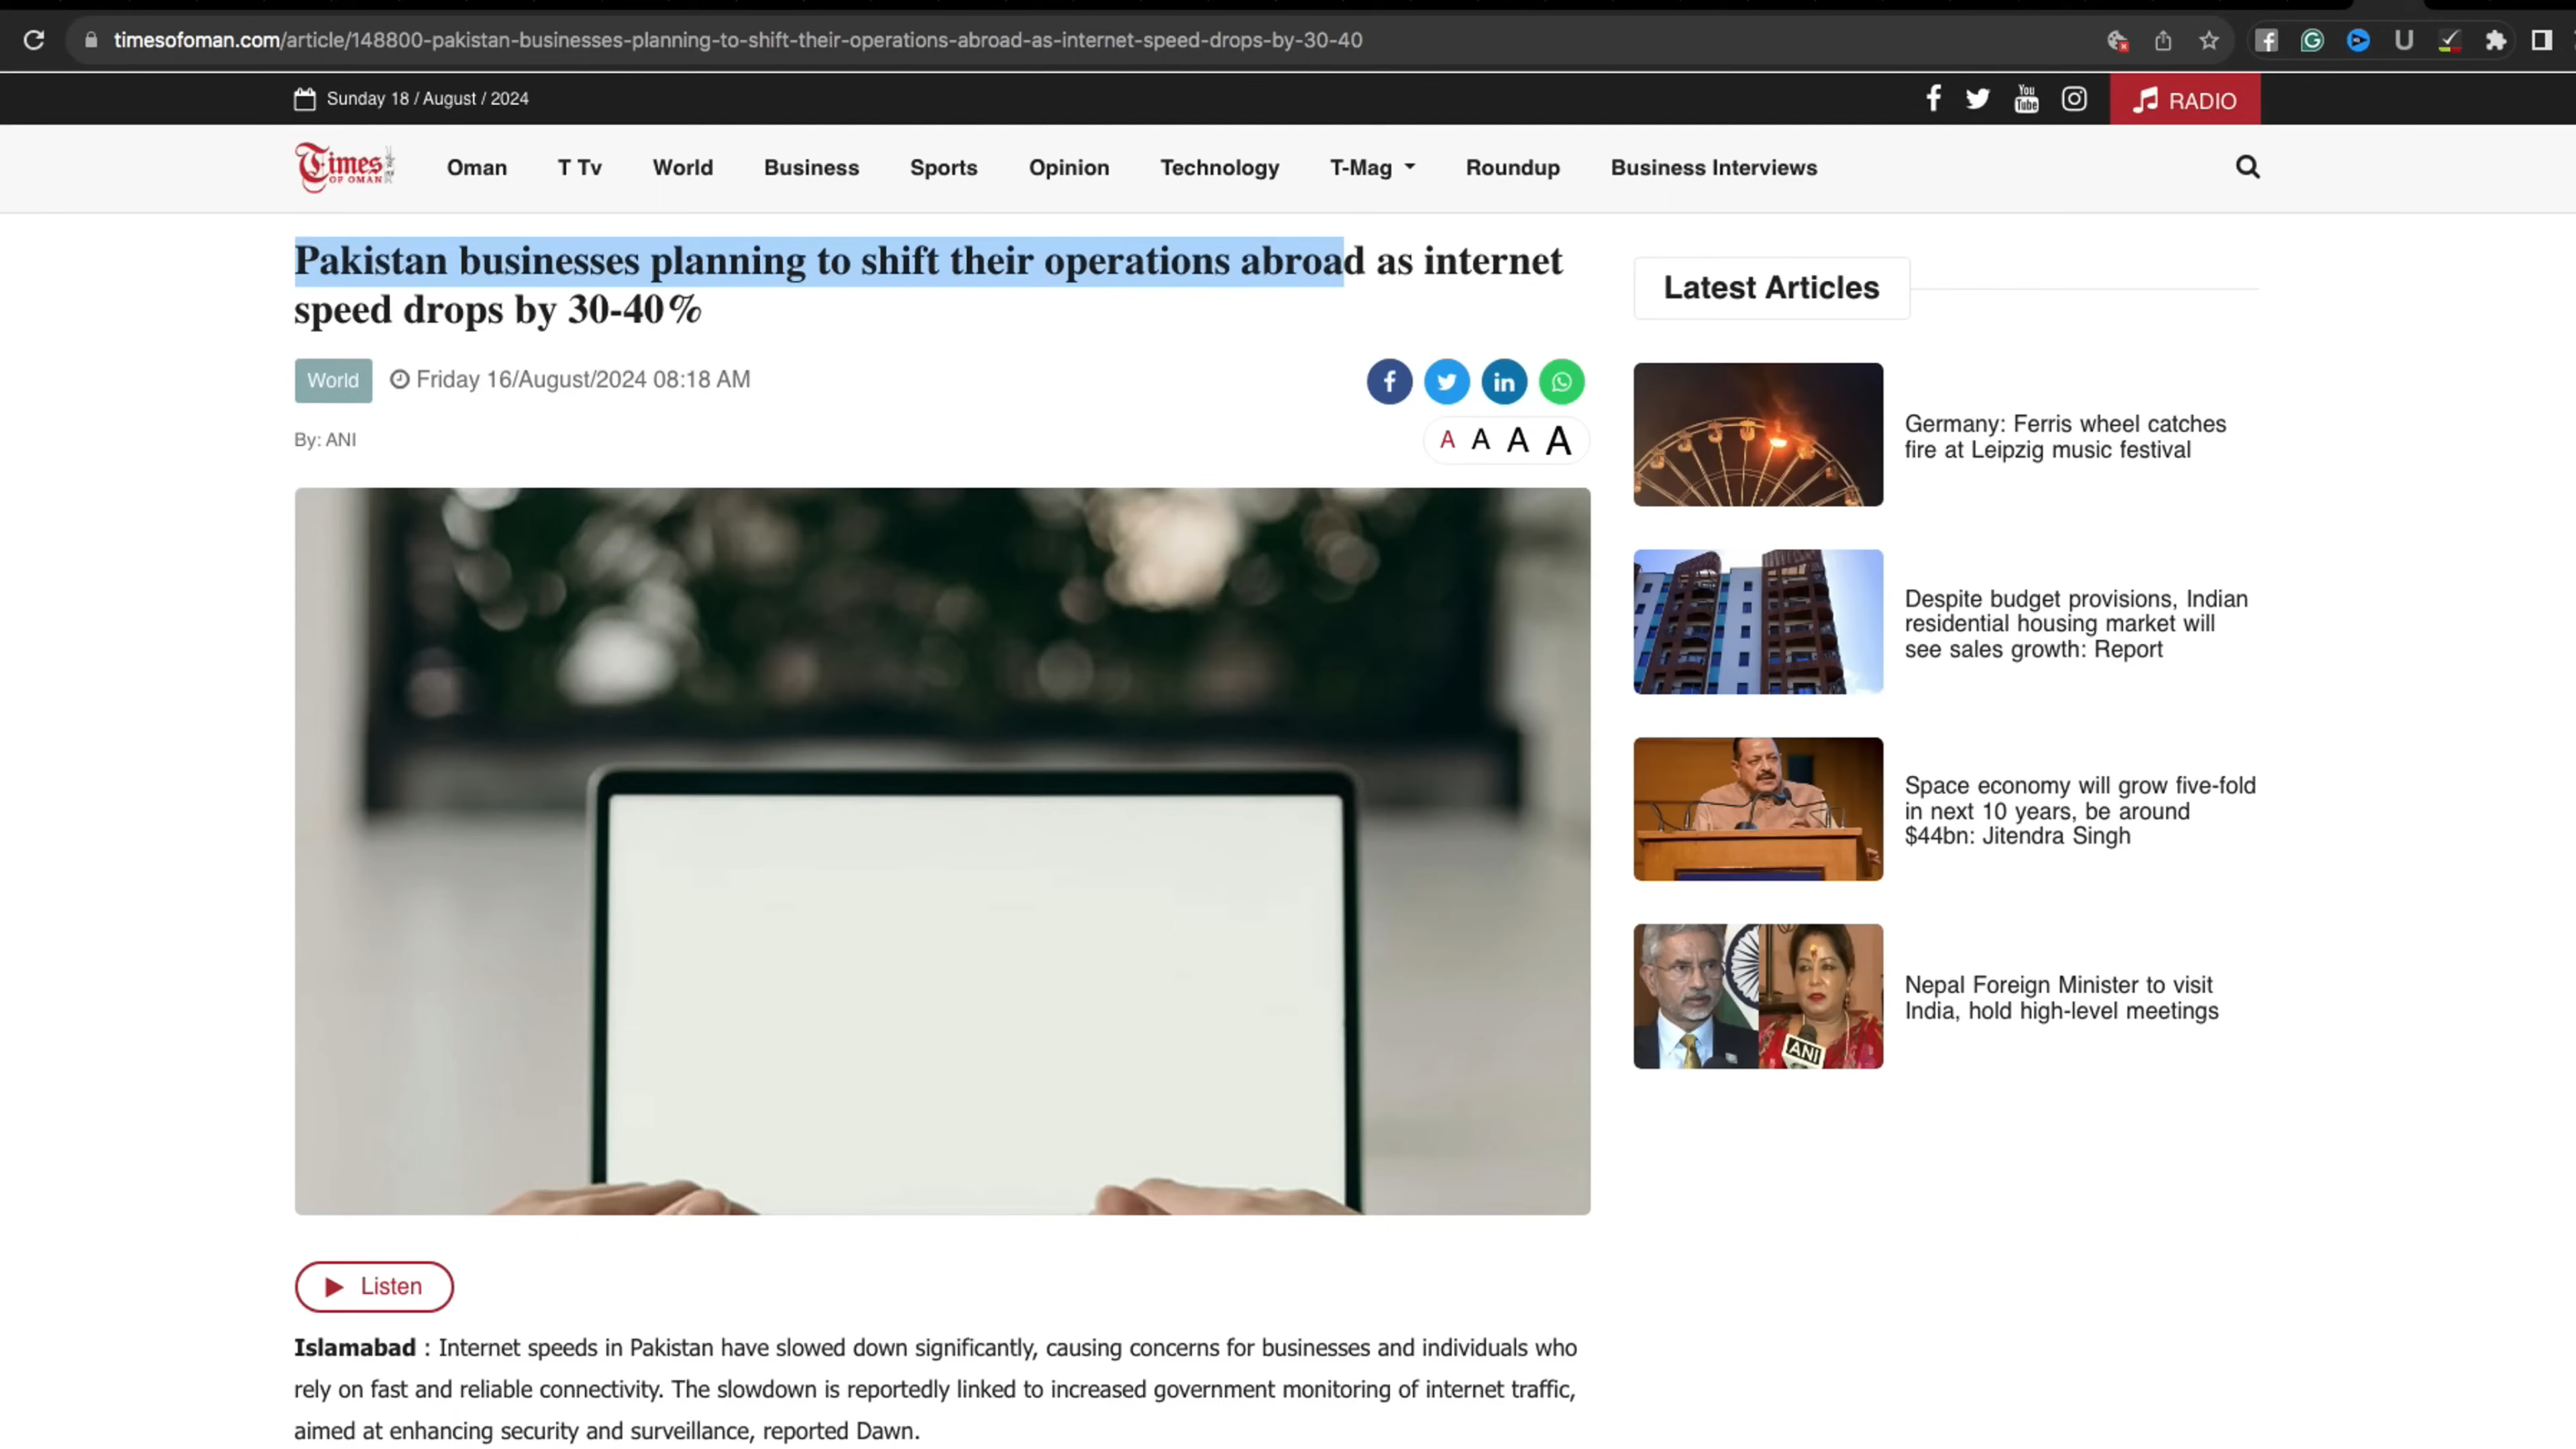 timesofoman.com/article/148800-pakistan-businesses-planning-to-shift-their-operations-abroad-as-internet-speed-drops-by-30-40
Sunday 18 / August / 2024
You
Tube
RADIO
Times
OF OMAN
Oman
T Tv
World
Business
Sports
Opinion
Technology
T-Mag
Roundup
Business Interviews
Pakistan businesses planning to shift their operations abroad as internet
speed drops by 30-40%
World
Friday 16/August/2024 08:18 AM
By: ANI
A A A A
Listen
Islamabad : Internet speeds in Pakistan have slowed down significantly, causing concerns for businesses and individuals who
rely on fast and reliable connectivity. The slowdown is reportedly linked to increased government monitoring of internet traffic,
aimed at enhancing security and surveillance, reported Dawn.
Latest Articles
Germany: Ferris wheel catches
fire at Leipzig music festival
Despite budget provisions, Indian
residential housing market will
see sales growth: Report
Space economy will grow five-fold
in next 10 years, be around
$44bn: Jitendra Singh
ANI
Nepal Foreign Minister to visit
India, hold high-level meetings